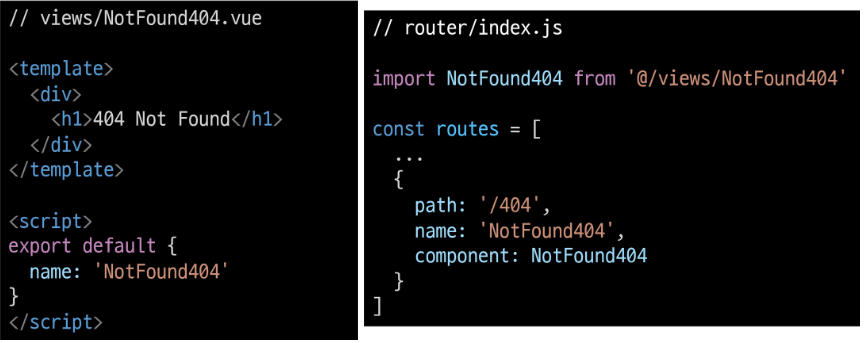 // views/NotFound404.vue
<template>
  <div>
    <h1>404 Not Found</h1>
  </div>
</template>
<script>
export default {
  name: 'NotFound404'
}
</script>
// router/index.js
import NotFound404 from '@/views/NotFound404'
const routes = [
  ...
  {
    path: '/404',
    name: 'NotFound404',
    component: NotFound404
  }
]